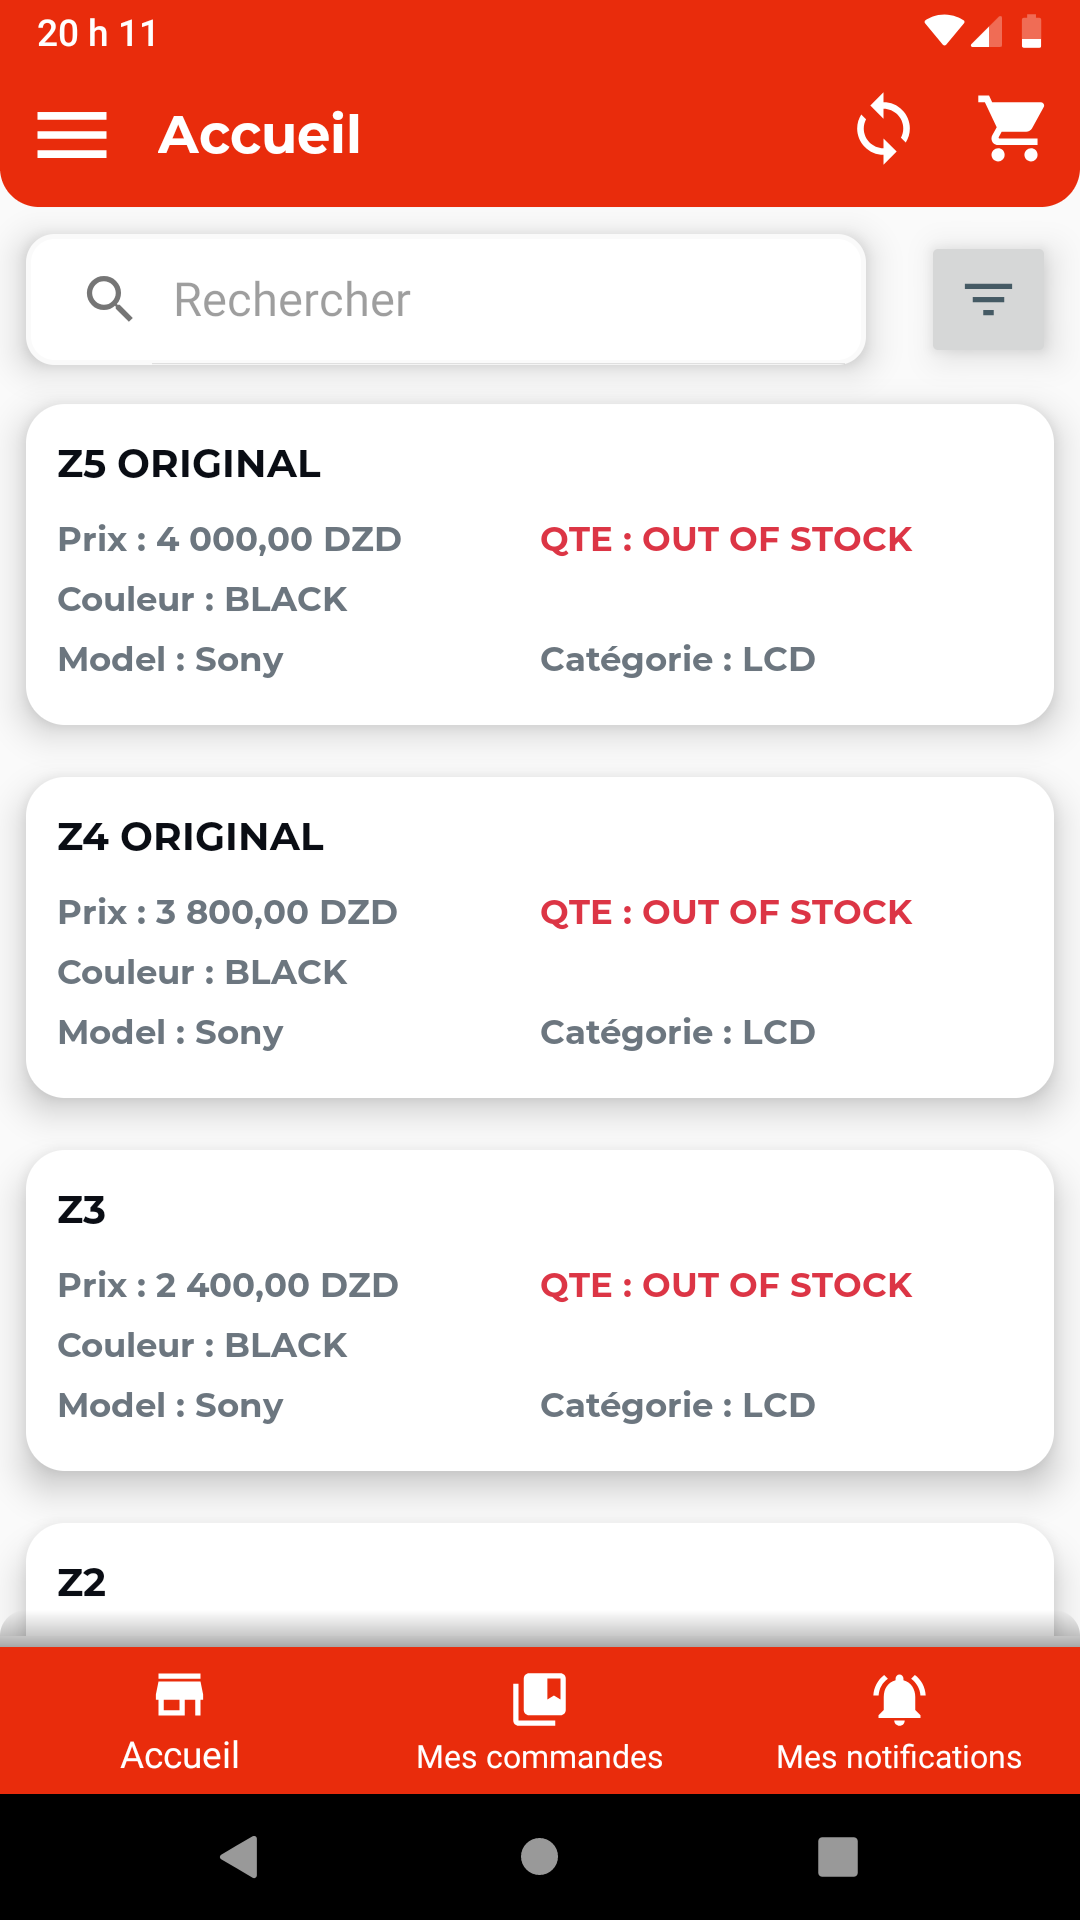 20 h 11
Accueil
Rechercher
Z5 ORIGINAL
Prix : 4 000,00 DZD
QTE : OUT OF STOCK
Couleur : BLACK
Model : Sony
Catégorie : LCD
Z4 ORIGINAL
Prix : 3 800,00 DZD
QTE : OUT OF STOCK
Couleur : BLACK
Model : Sony
Catégorie : LCD
Z3
Prix : 2 400,00 DZD
QTE : OUT OF STOCK
Couleur : BLACK
Model : Sony
Catégorie : LCD
Z2
Accueil
Mes commandes
Mes notifications